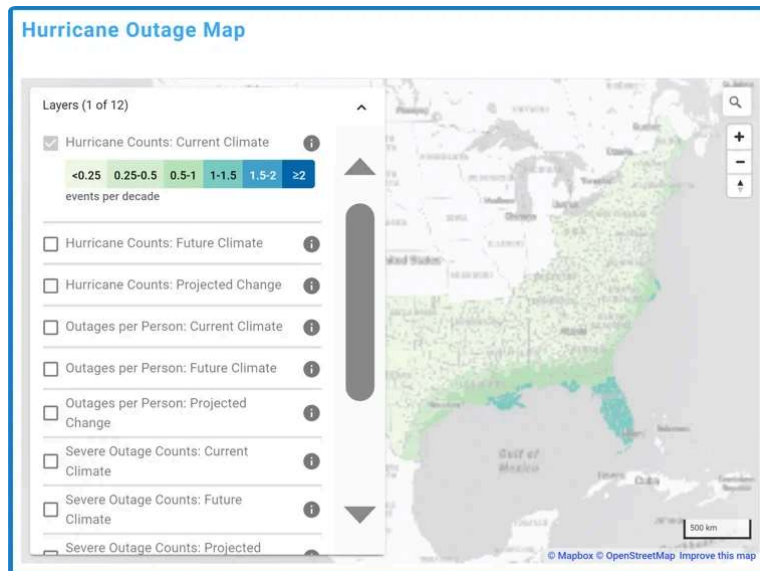 Hurricane Outage Map
Layers (1 of 12)
Hurricane Counts: Current Climate
<0.25 0.25-0.5 0.5-1 1-1.5 1.5-2 ≥2
events per decade
Hurricane Counts: Future Climate
Hurricane Counts: Projected Change
Outages per Person: Current Climate
Outages per Person: Future Climate
Outages per Person: Projected
Change
Severe Outage Counts: Current
Climate
Severe Outage Counts: Future
Climate
Severe Outage Counts: Projected
Gulf of
Mexico
Cuba
500 km
© Mapbox © OpenStreetMap Improve this map